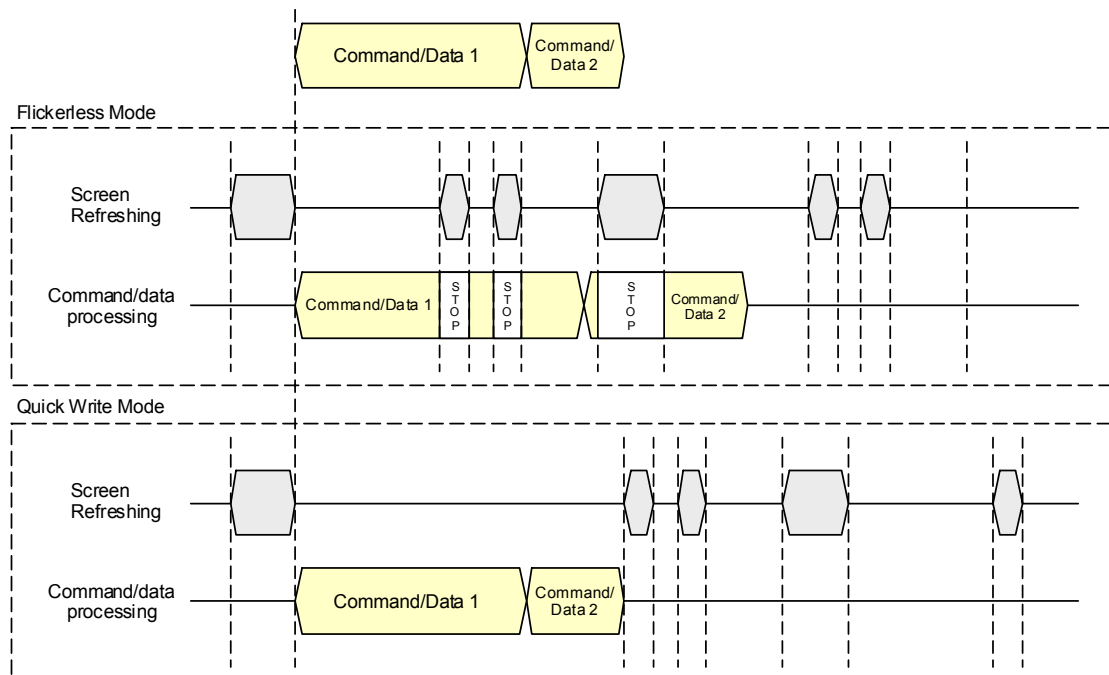 Command/Data 1
Command/
Data 2
Flickerless Mode
Screen
Refreshing
Command/data
processing
Command/Data 1
S
T
O
P
S
T
O
P
S
T
O
P
Command/
Data 2
Quick Write Mode
Screen
Refreshing
Command/data
processing
Command/Data 1
Command/
Data 2